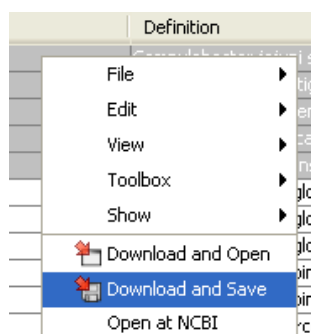 Definition
File
Edit
View
Toolbox
Show
Download and Open
Download and Save
Open at NCBI